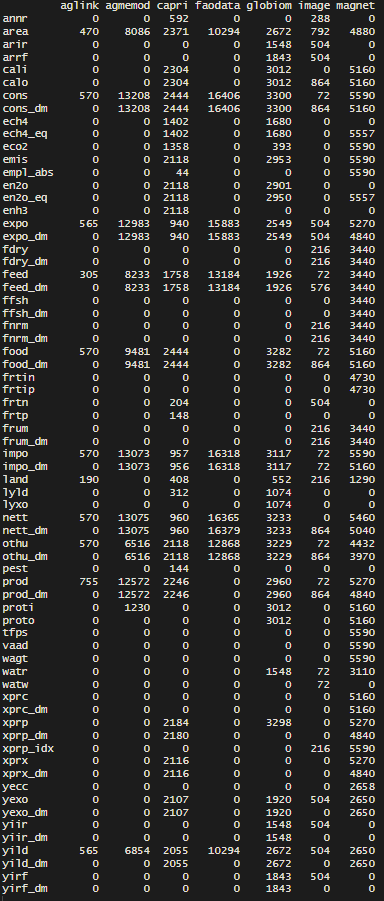 aglink agmemod capri faodata globiom image magnet
annr 0 0 592 0 0 288 0
area 470 8086 2371 10294 2672 792 4880
arir 0 0 0 0 1548 504 0
arrf 0 0 0 0 1843 504 0
cali 0 0 2304 0 3012 0 5160
calo 0 0 2304 0 3012 864 5160
cons 570 13208 2444 16406 3300 72 5590
cons_dm 0 13208 2444 16406 3300 864 5160
ech4 0 0 1402 0 1680 0 0
ech4_eq 0 0 1402 0 1680 0 5557
eco2 0 0 1358 0 393 0 5590
emis 0 0 2118 0 2953 0 5590
empl_abs 0 0 44 0 0 0 5590
en2o 0 0 2118 0 2901 0 0
en2o_eq 0 0 2118 0 2950 0 5557
enh3 0 0 2118 0 0 0 0
expo 565 12983 940 15883 2549 504 5270
expo_dm 0 12983 940 15883 2549 504 4840
fdry 0 0 0 0 0 216 3440
fdry_dm 0 0 0 0 0 216 3440
feed 305 8233 1758 13184 1926 72 3440
feed_dm 0 8233 1758 13184 1926 576 3440
ffsh 0 0 0 0 0 0 3440
ffsh_dm 0 0 0 0 0 0 3440
fnrm 0 0 0 0 0 216 3440
fnrm_dm 0 0 0 0 0 216 3440
food 570 9481 2444 0 3282 72 5160
food_dm 0 9481 2444 0 3282 864 5160
frtin 0 0 0 0 0 0 4730
frtip 0 0 0 0 0 0 4730
frtn 0 0 204 0 0 504 0
frtp 0 0 148 0 0 0 0
frum 0 0 0 0 0 216 3440
frum_dm 0 0 0 0 0 216 3440
impo 570 13073 957 16318 3117 72 5590
impo_dm 0 13073 956 16318 3117 72 5160
land 190 0 408 0 552 216 1290
lyld 0 0 312 0 1074 0 0
lyxo 0 0 0 0 1074 0 0
nett 570 13075 960 16365 3233 0 5460
nett_dm 0 13075 960 16379 3233 864 5040
othu 570 6516 2118 12868 3229 72 4432
othu_dm 0 6516 2118 12868 3229 864 3970
pest 0 0 144 0 0 0 0
prod 755 12572 2246 0 2960 72 5270
prod_dm 0 12572 2246 0 2960 864 4840
proti 0 1230 0 0 3012 0 5160
proto 0 0 0 0 3012 0 5160
tfps 0 0 0 0 0 0 5590
vaad 0 0 0 0 0 0 5590
wagt 0 0 0 0 0 0 5590
watr 0 0 0 0 1548 72 3110
watw 0 0 0 0 0 72 0
xprc 0 0 0 0 0 0 5160
xprc_dm 0 0 0 0 0 0 5160
xprp 0 0 2184 0 3298 0 5270
xprp_dm 0 0 2180 0 0 0 4840
xprp_idx 0 0 0 0 0 216 5590
xprx 0 0 2116 0 0 0 5270
xprx_dm 0 0 2116 0 0 0 4840
yecc 0 0 0 0 0 0 2658
yexo 0 0 2107 0 1920 504 2650
yexo_dm 0 0 2107 0 1920 0 2650
yiir 0 0 0 0 1548 504 0
yiir_dm 0 0 0 0 1548 0 0
yild 565 6854 2055 10294 2672 504 2650
yild_dm 0 0 2055 0 2672 0 2650
yirf 0 0 0 0 1843 504 0
yirf_dm 0 0 0 0 1843 0 0